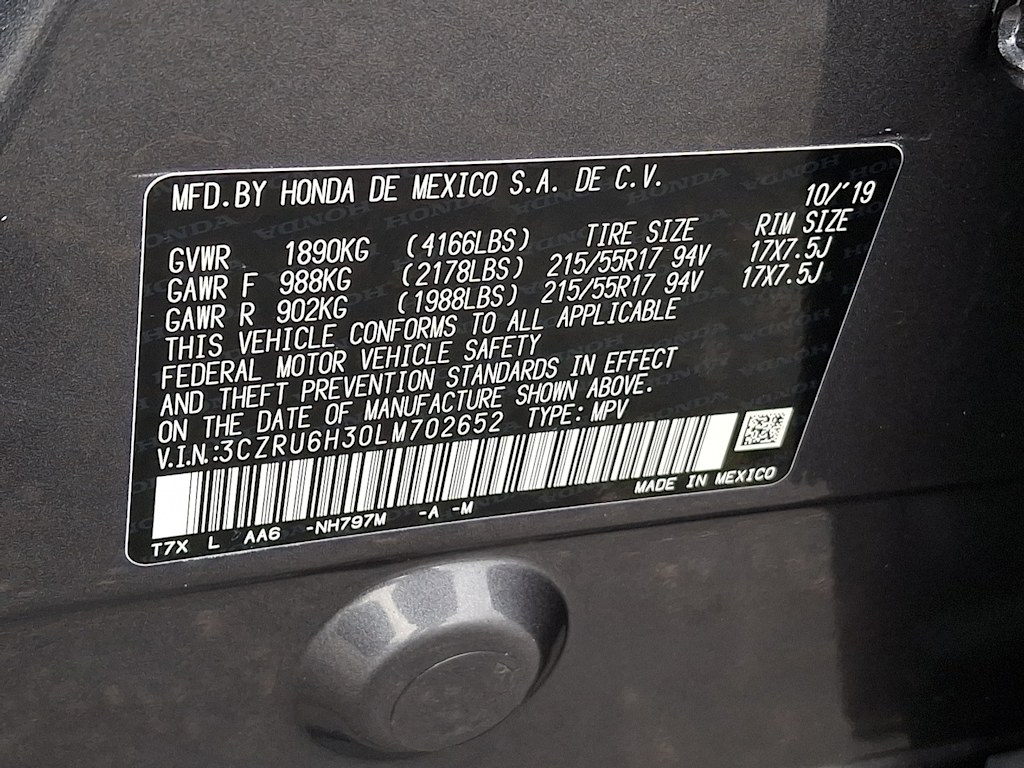 MFD.BY HONDA DE MEXICO S.A. DE C.V.
10/'19
GVWR 1890KG (4166LBS) TIRE SIZE RIM SIZE
GAWR F 988KG (2178LBS) 215/55R17 94V 17X7.5J
GAWR R 902KG (1988LBS) 215/55R17 94V 17X7.5J
THIS VEHICLE CONFORMS TO ALL APPLICABLE
FEDERAL MOTOR VEHICLE SAFETY
AND THEFT PREVENTION STANDARDS IN EFFECT
ON THE DATE OF MANUFACTURE SHOWN ABOVE.
V.I.N.:3CZRU6H30LM702652 TYPE: MPV
MADE IN MEXICO
T7X L AA6 -NH797M -A -M